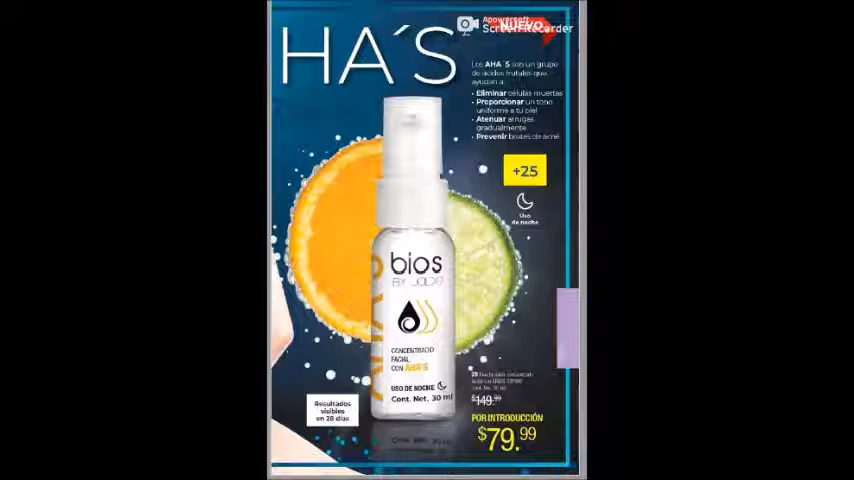 HA´S
NUEVO
Apowersoft
Screen Recorder
Los AHA´S son un grupo
de ácidos frutales que
ayudan a:
• Eliminar células muertas
• Proporcionar un tono
uniforme a tu piel
• Atenuar arrugas
gradualmente
• Prevenir brotes de acné
+25
Uso
de noche
bios
BY JODE
CONCENTRADO
FACIAL
CON AHA'S
USO DE NOCHE
Cont. Net. 30 ml
Resultados
visibles
en 28 días
$149.99
POR INTRODUCCIÓN
$79.99